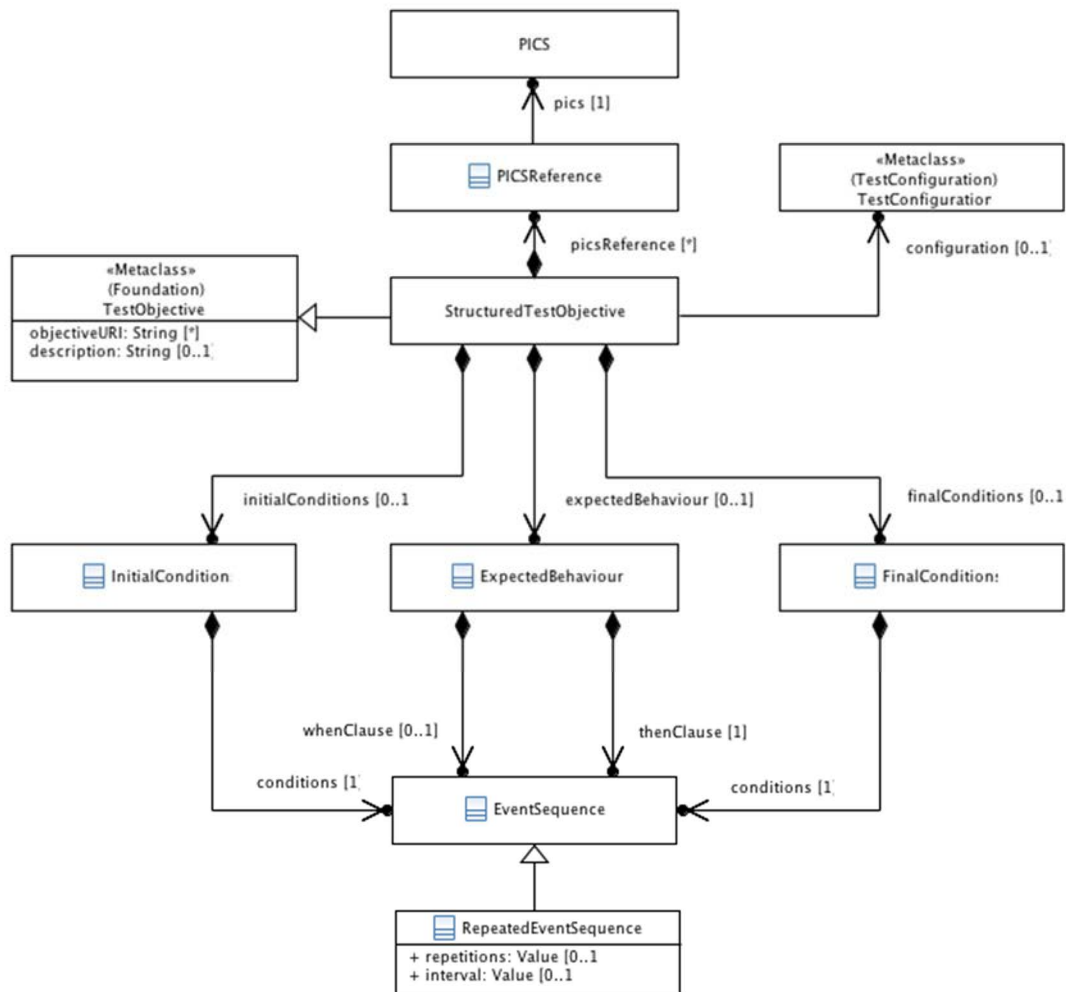 PICS
pics [1]
PICSReference
«Metaclass»
(TestConfiguration)
TestConfiguration
picsReference [*]
configuration [0..1]
«Metaclass»
(Foundation)
TestObjective
objectiveURI: String [*]
description: String [0..1]
StructuredTestObjective
initialConditions [0..1
expectedBehaviour [0..1]
finalConditions [0..1
InitialCondition
ExpectedBehaviour
FinalConditions
whenClause [0..1]
thenClause [1]
conditions [1]
conditions [1]
EventSequence
RepeatedEventSequence
+ repetitions: Value [0..1
+ interval: Value [0..1